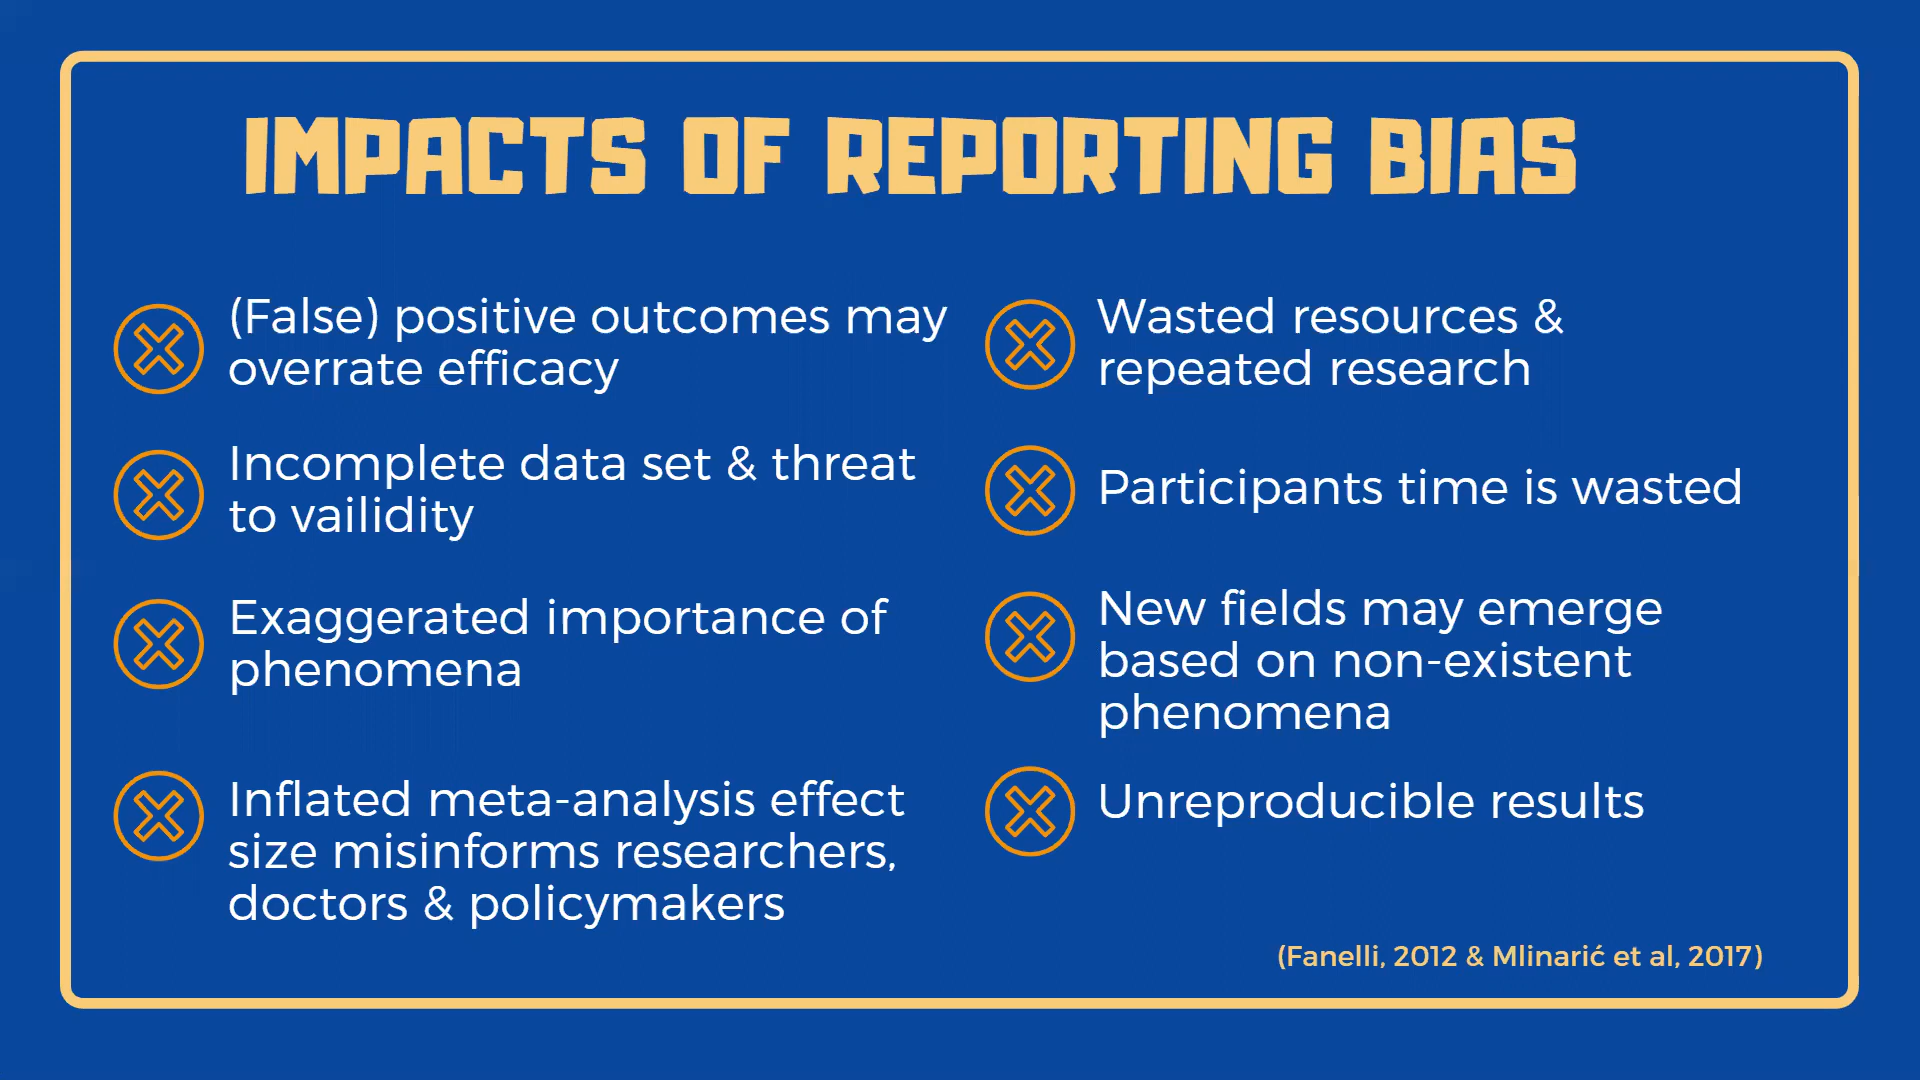 IMPACTS OF REPORTING BIAS
(False) positive outcomes may
overrate efficacy
Incomplete data set & threat
to vailidity
Exaggerated importance of
phenomena
Inflated meta-analysis effect
size misinforms researchers,
doctors & policymakers
Wasted resources &
repeated research
Participants time is wasted
New fields may emerge
based on non-existent
phenomena
Unreproducible results
(Fanelli, 2012 & Mlinarić et al, 2017)